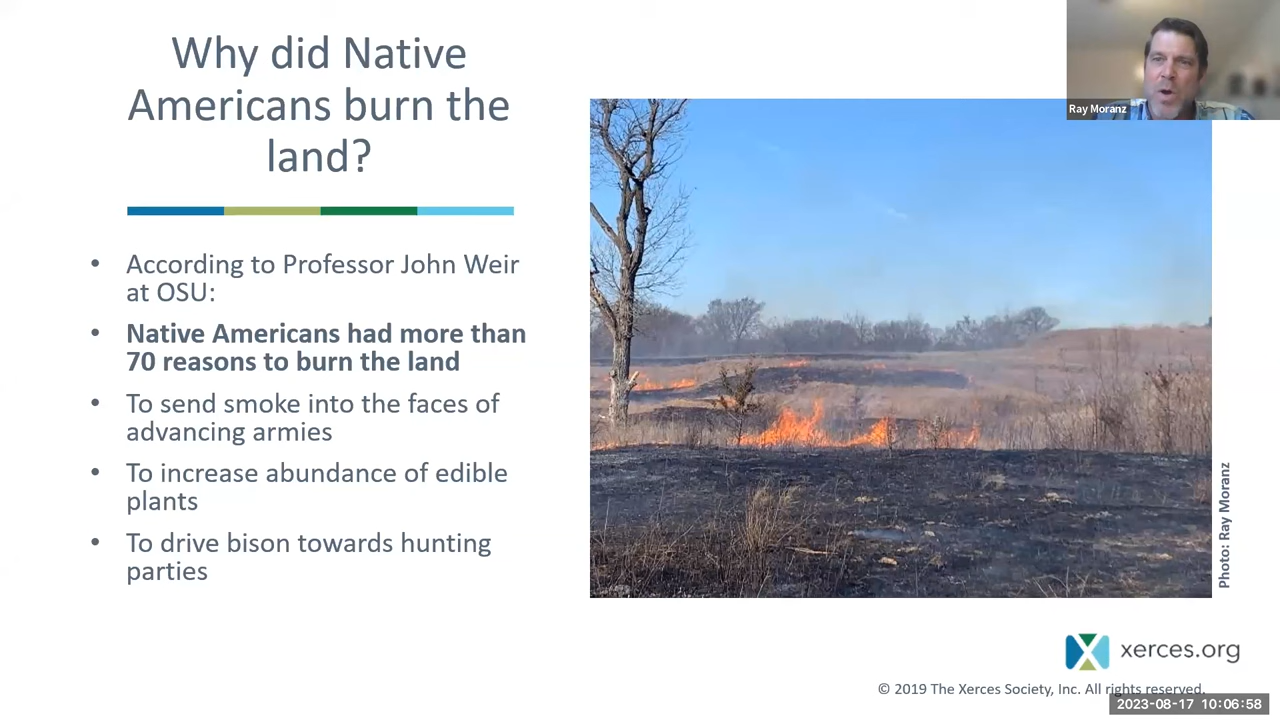 Why did Native
Americans burn the
land?
• According to Professor John Weir
at OSU:
• Native Americans had more than
70 reasons to burn the land
• To send smoke into the faces of
advancing armies
• To increase abundance of edible
plants
• To drive bison towards hunting
parties
Ray Moranz
Photo: Ray Moranz
xerces.org
© 2019 The Xerces Society, Inc. All rights reserved.
2023-08-17 10:06:58